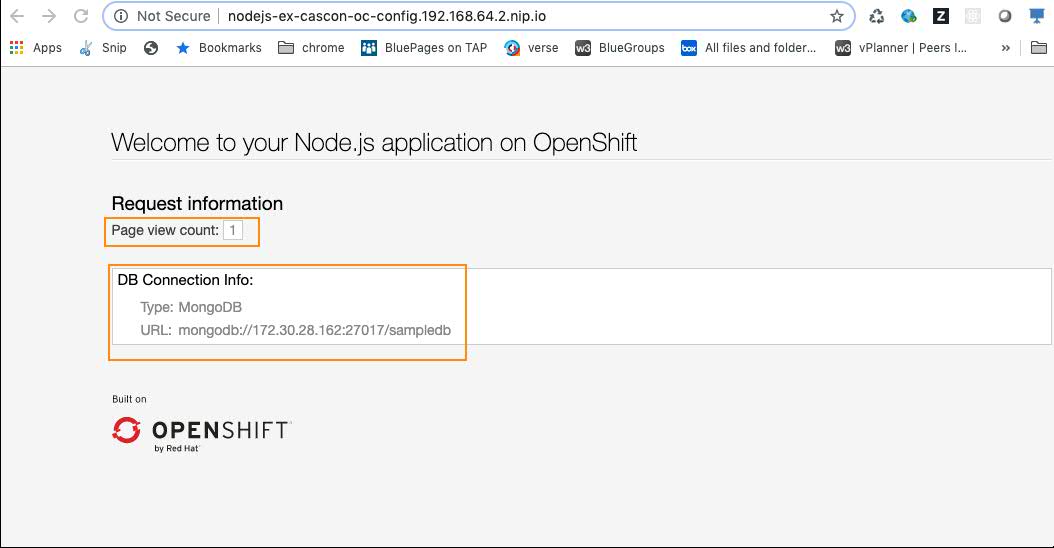 Not Secure | nodejs-ex-cascon-oc-config.192.168.64.2.nip.io
Apps Snip Bookmarks chrome BluePages on TAP verse w3 BlueGroups box All files and folder... w3 vPlanner | Peers I... »
Welcome to your Node.js application on OpenShift
Request information
Page view count: 1
DB Connection Info:
Type: MongoDB
URL: mongodb://172.30.28.162:27017/sampledb
Built on
OPENSHIFT
by Red Hat